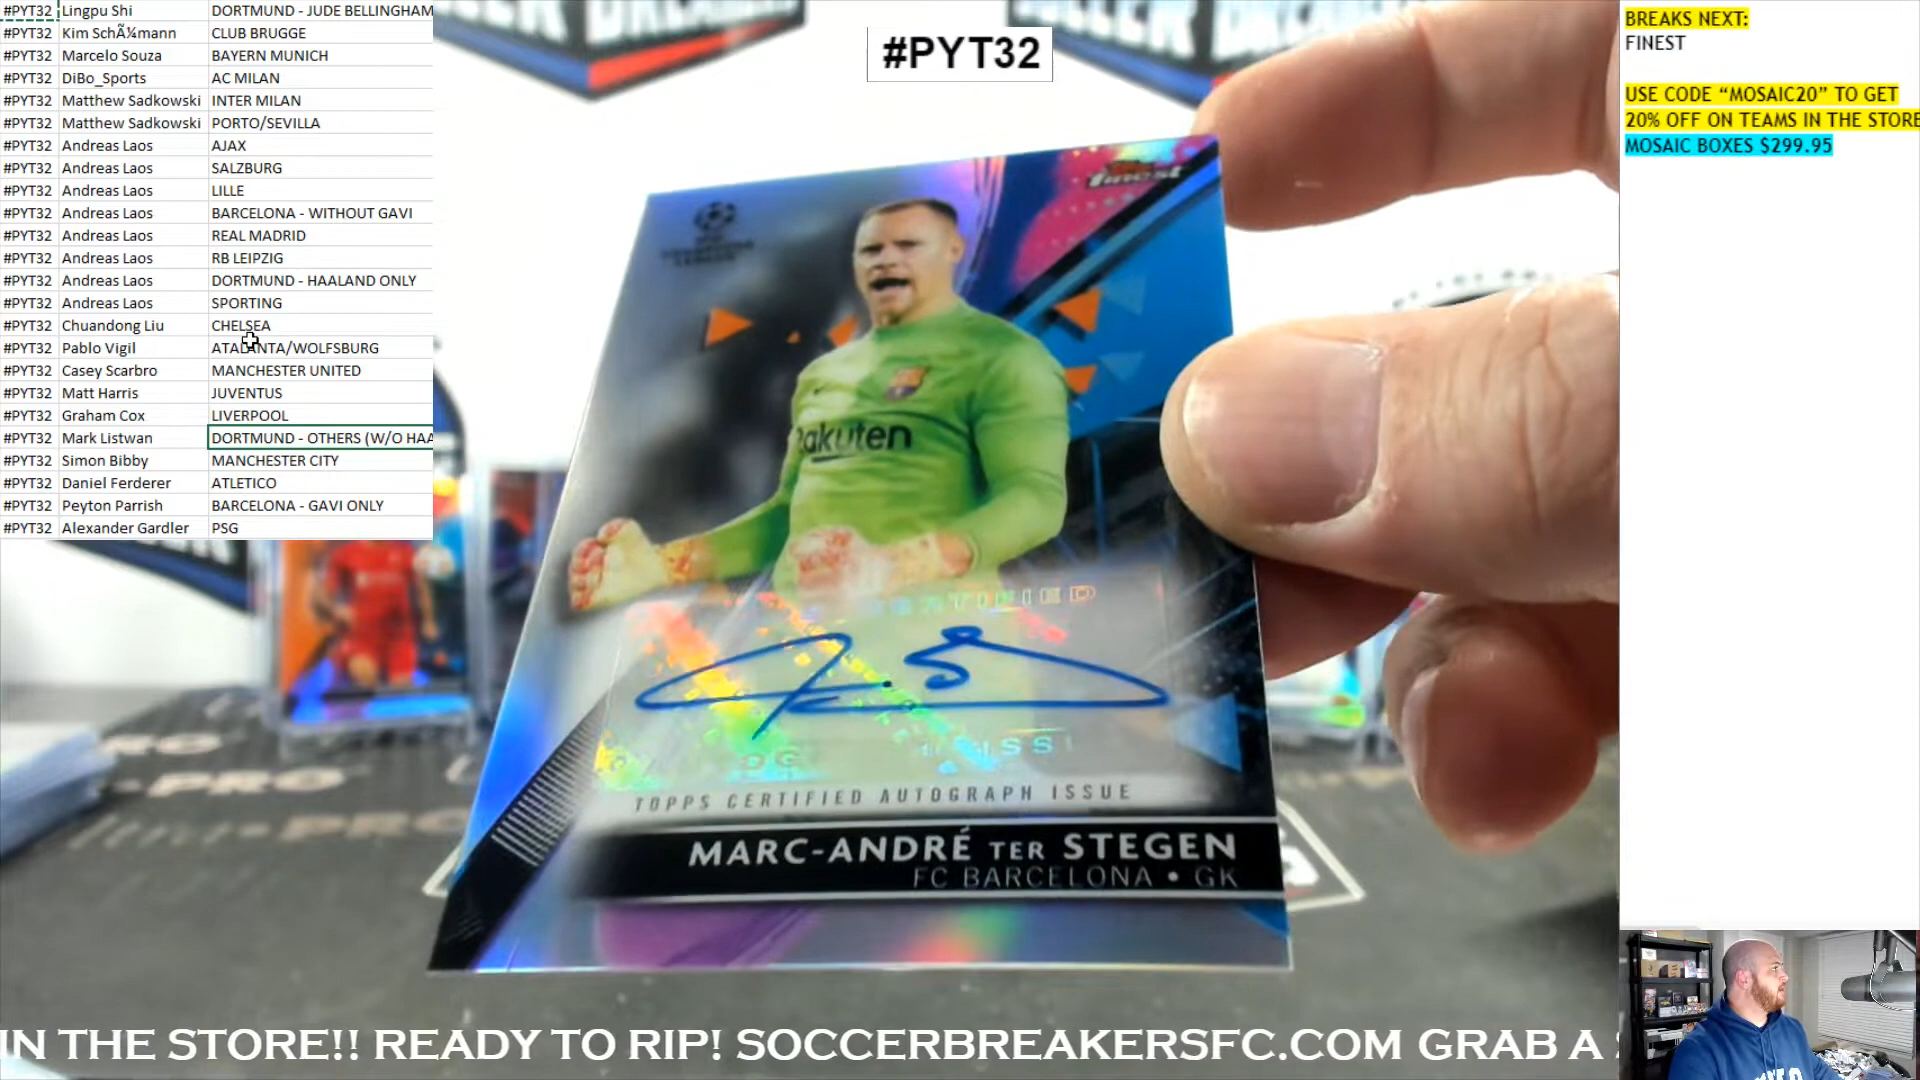 #PYT32 Lingpu Shi DORTMUND - JUDE BELLINGHAM
#PYT32 Kim SchÃ¼mann CLUB BRUGGE
#PYT32 Marcelo Souza BAYERN MUNICH
#PYT32 DiBo_Sports AC MILAN
#PYT32 Matthew Sadkowski INTER MILAN
#PYT32 Matthew Sadkowski PORTO/SEVILLA
#PYT32 Andreas Laos AJAX
#PYT32 Andreas Laos SALZBURG
#PYT32 Andreas Laos LILLE
#PYT32 Andreas Laos BARCELONA - WITHOUT GAVI
#PYT32 Andreas Laos REAL MADRID
#PYT32 Andreas Laos RB LEIPZIG
#PYT32 Andreas Laos DORTMUND - HAALAND ONLY
#PYT32 Andreas Laos SPORTING
#PYT32 Chuandong Liu CHELSEA
#PYT32 Pablo Vigil ATALANTA/WOLFSBURG
#PYT32 Casey Scarbro MANCHESTER UNITED
#PYT32 Matt Harris JUVENTUS
#PYT32 Graham Cox LIVERPOOL
#PYT32 Mark Listwan DORTMUND - OTHERS (W/O HAA
#PYT32 Simon Bibby MANCHESTER CITY
#PYT32 Daniel Ferderer ATLETICO
#PYT32 Peyton Parrish BARCELONA - GAVI ONLY
#PYT32 Alexander Gardler PSG
#PYT32
finest
CHAMPIONS
LEAGUE
Rakuten
CERTIFIED
TOPPS CERTIFIED AUTOGRAPH ISSUE
MARC-ANDRÉ TER STEGEN
FC BARCELONA • GK
PRO
-PRO-
BREAKS NEXT:
FINEST
USE CODE “MOSAIC20” TO GET
20% OFF ON TEAMS IN THE STORE
MOSAIC BOXES $299.95
IN THE STORE!! READY TO RIP! SOCCERBREAKERSFC.COM GRAB A